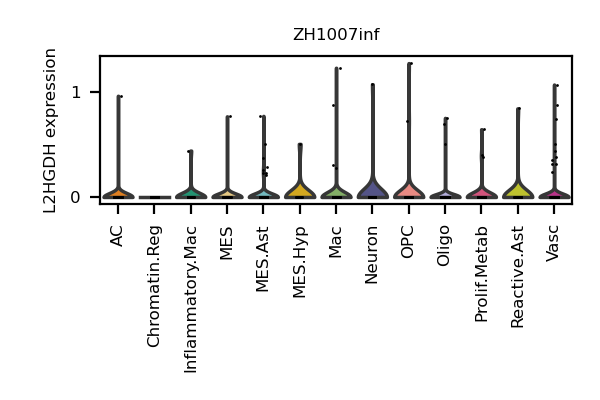 ZH1007inf
L2HGDH expression
1
0
AC
Chromatin.Reg
Inflammatory.Mac
MES
MES.Ast
MES.Hyp
Mac
Neuron
OPC
Oligo
Prolif.Metab
Reactive.Ast
Vasc